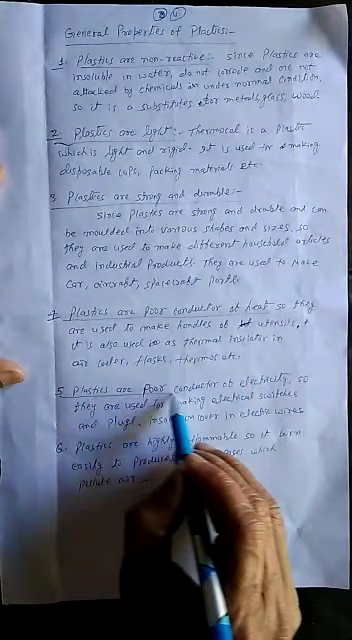 General Properties of Plastics:-
1. Plastics are non-reactive:- Since Plastics are
insoluble in water, do not corrode and are not
attacked by chemicals under normal condition,
so it is a substitutes for metals, glass, wood.
2. Plastics are light:- Thermocal is a Plastic
which is light and rigid. It is used for making
disposable cups, packing materials etc.
3. Plastics are strong and durable:-
Since Plastics are strong and drable and can
be moulded into various shapes and sizes, so
they are used to make different household articles
and industrial Products. They are used to make
car, aircraft, spacecraft parts.
4. Plastics are Poor conductor of heat so they
are used to make handles of utensils,
it is also used as thermal insulator in
air cooler, flasks, thermos etc.
5. Plastics are Poor conductor of electricity, so
they are used for making electrical switches
and plugs, cover in electric wires
6. Plastics are highly so it burn
easily to which
pollute air